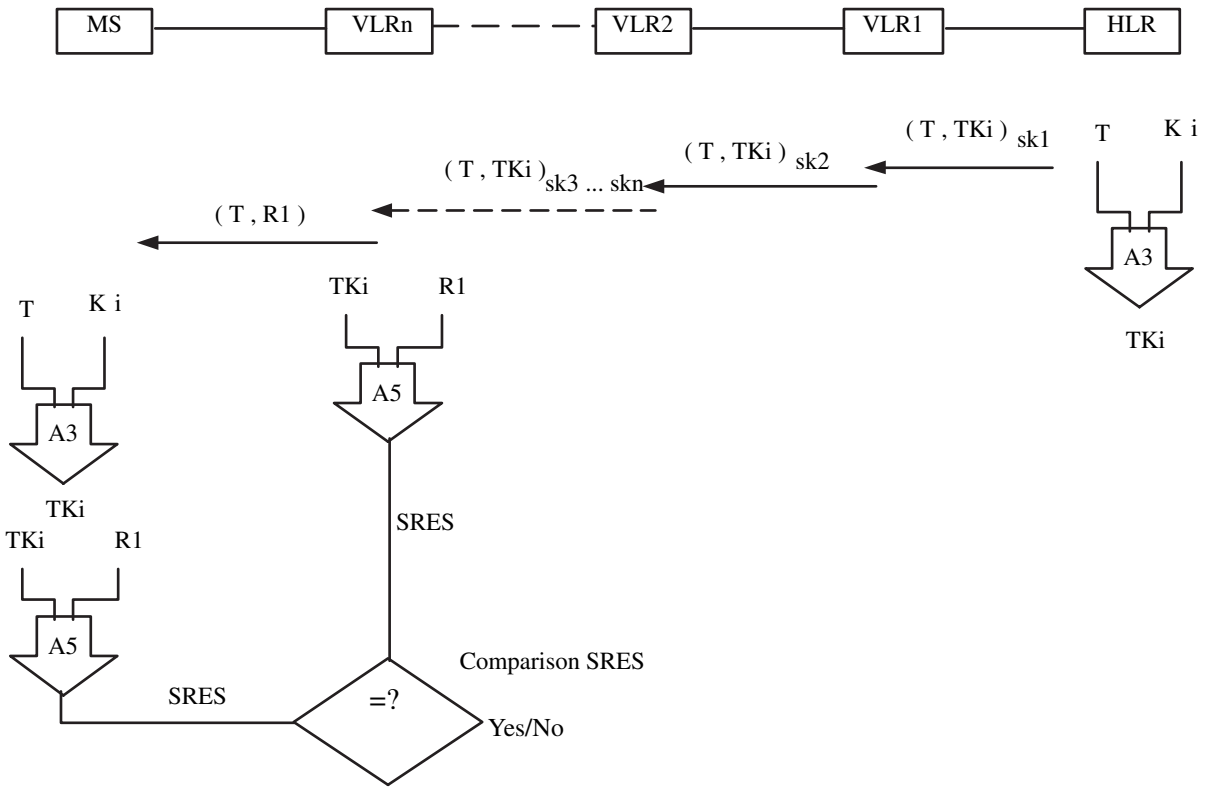 MS VLRn VLR2 VLR1 HLR
( T , TKi ) sk1
T K i
( T , TKi ) sk2
( T , TKi ) sk3 ... skn
( T , R1 )
A3
TKi
TKi R1
T K i
A5
A3
TKi
SRES
TKi R1
A5
Comparison SRES
SRES
=?
Yes/No